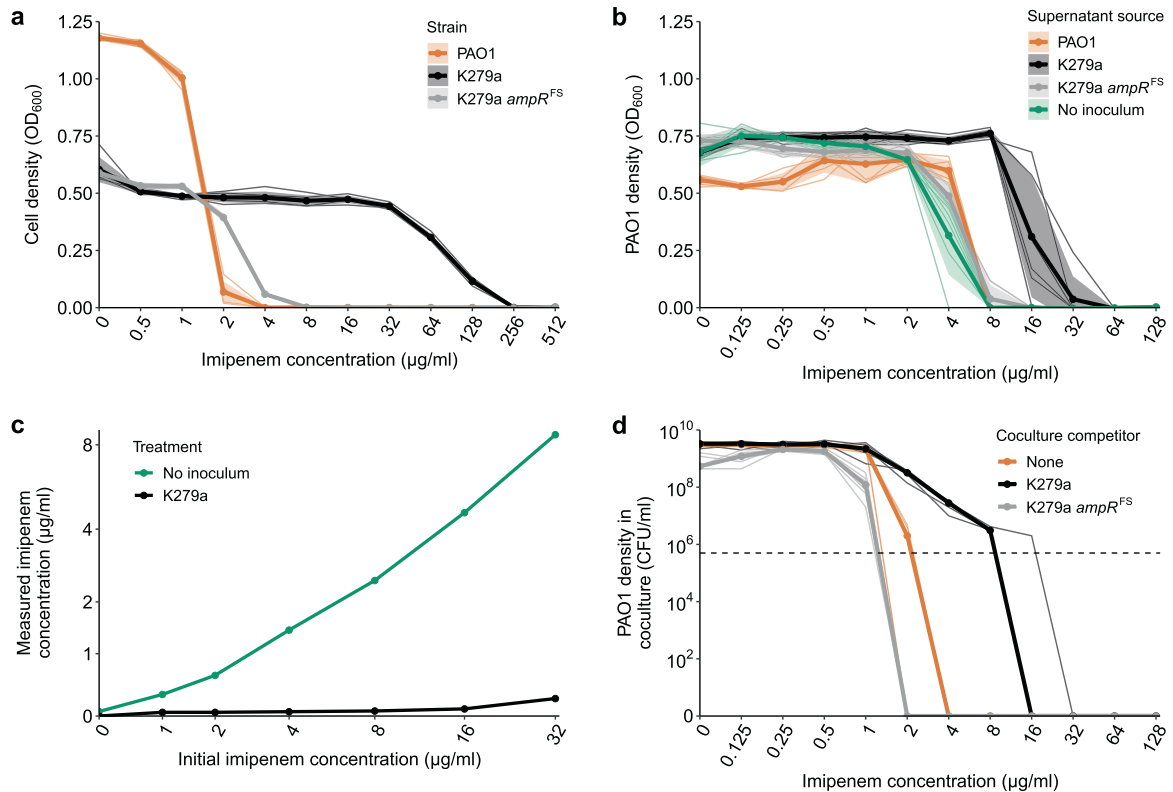 a
1.25
1.00
0.75
0.50
0.25
0.00
Cell density (OD600)
Strain
PAO1
K279a
K279a ampRFS
0
0.5
1
2
4
8
16
32
64
128
256
512
Imipenem concentration (µg/ml)
b
1.25
1.00
0.75
0.50
0.25
0.00
PAO1 density (OD600)
Supernatant source
PAO1
K279a
K279a ampRFS
No inoculum
0
0.125
0.25
0.5
1
2
4
8
16
32
64
128
Imipenem concentration (µg/ml)
c
8
4
2
1
0
Measured imipenem
concentration (µg/ml)
Treatment
No inoculum
K279a
0
1
2
4
8
16
32
Initial imipenem concentration (µg/ml)
d
10^10
10^8
10^6
10^4
10^2
0
PAO1 density in
coculture (CFU/ml)
Coculture competitor
None
K279a
K279a ampRFS
0
0.125
0.25
0.5
1
2
4
8
16
32
64
128
Imipenem concentration (µg/ml)